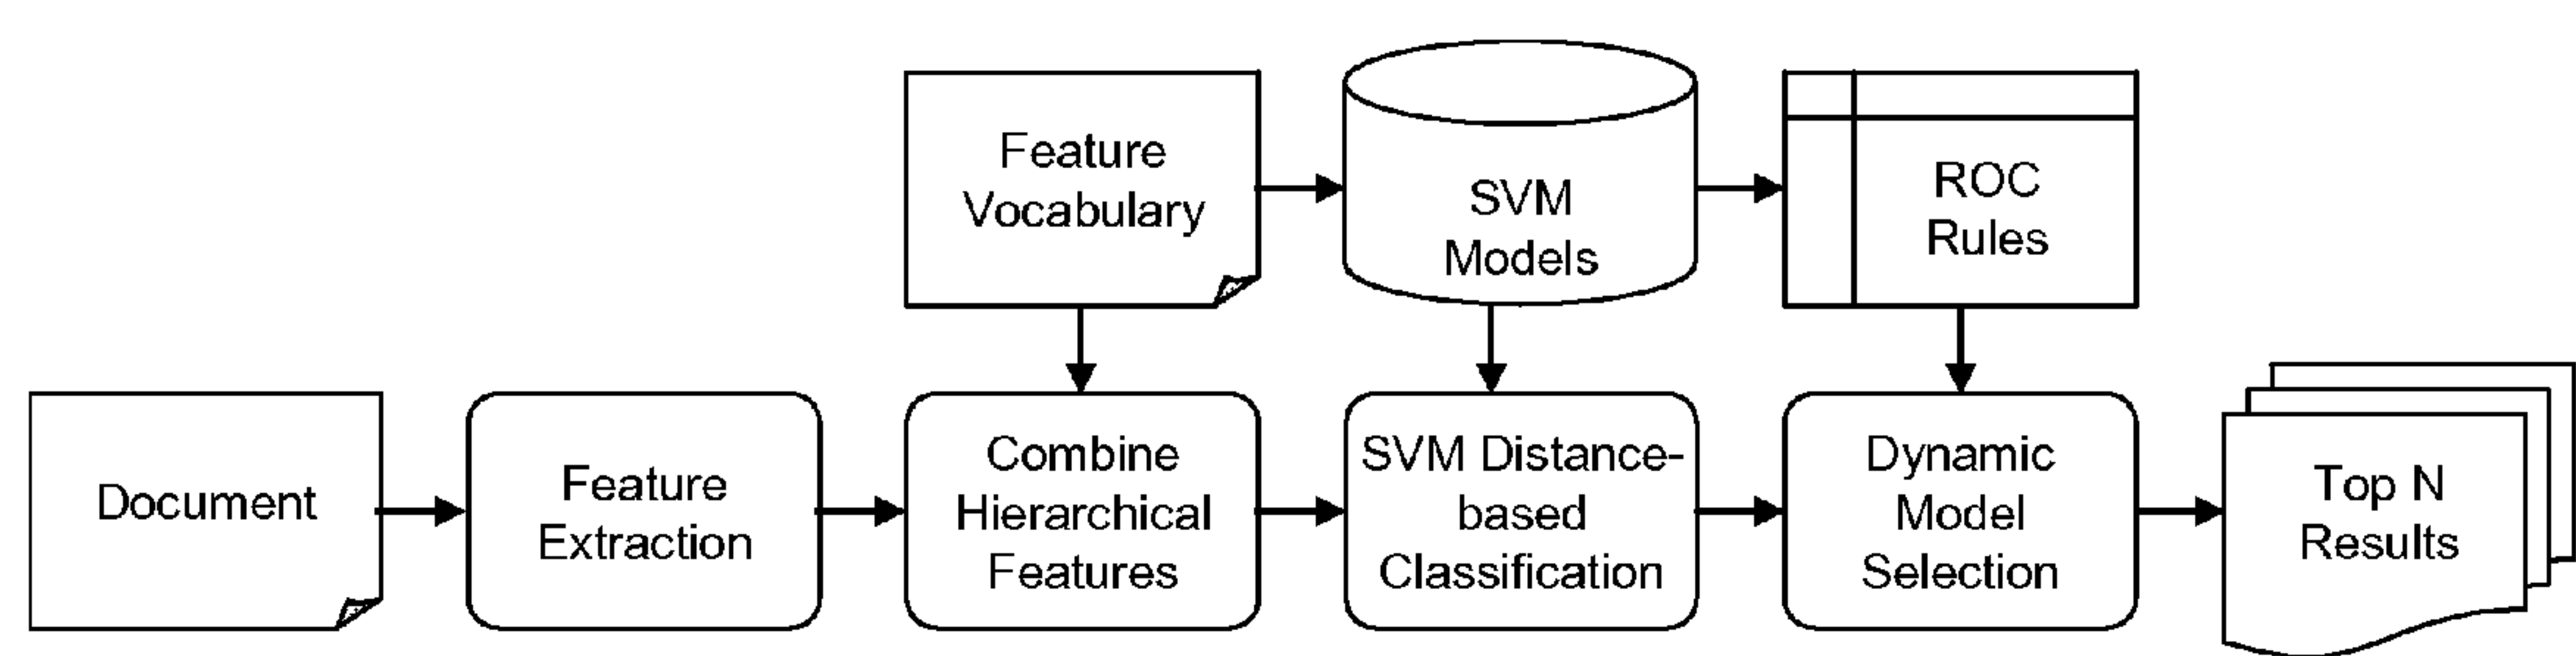 Feature
Vocabulary
SVM
Models
ROC
Rules
Document
Feature
Extraction
Combine
Hierarchical
Features
SVM Distance-
based
Classification
Dynamic
Model
Selection
Top N
Results